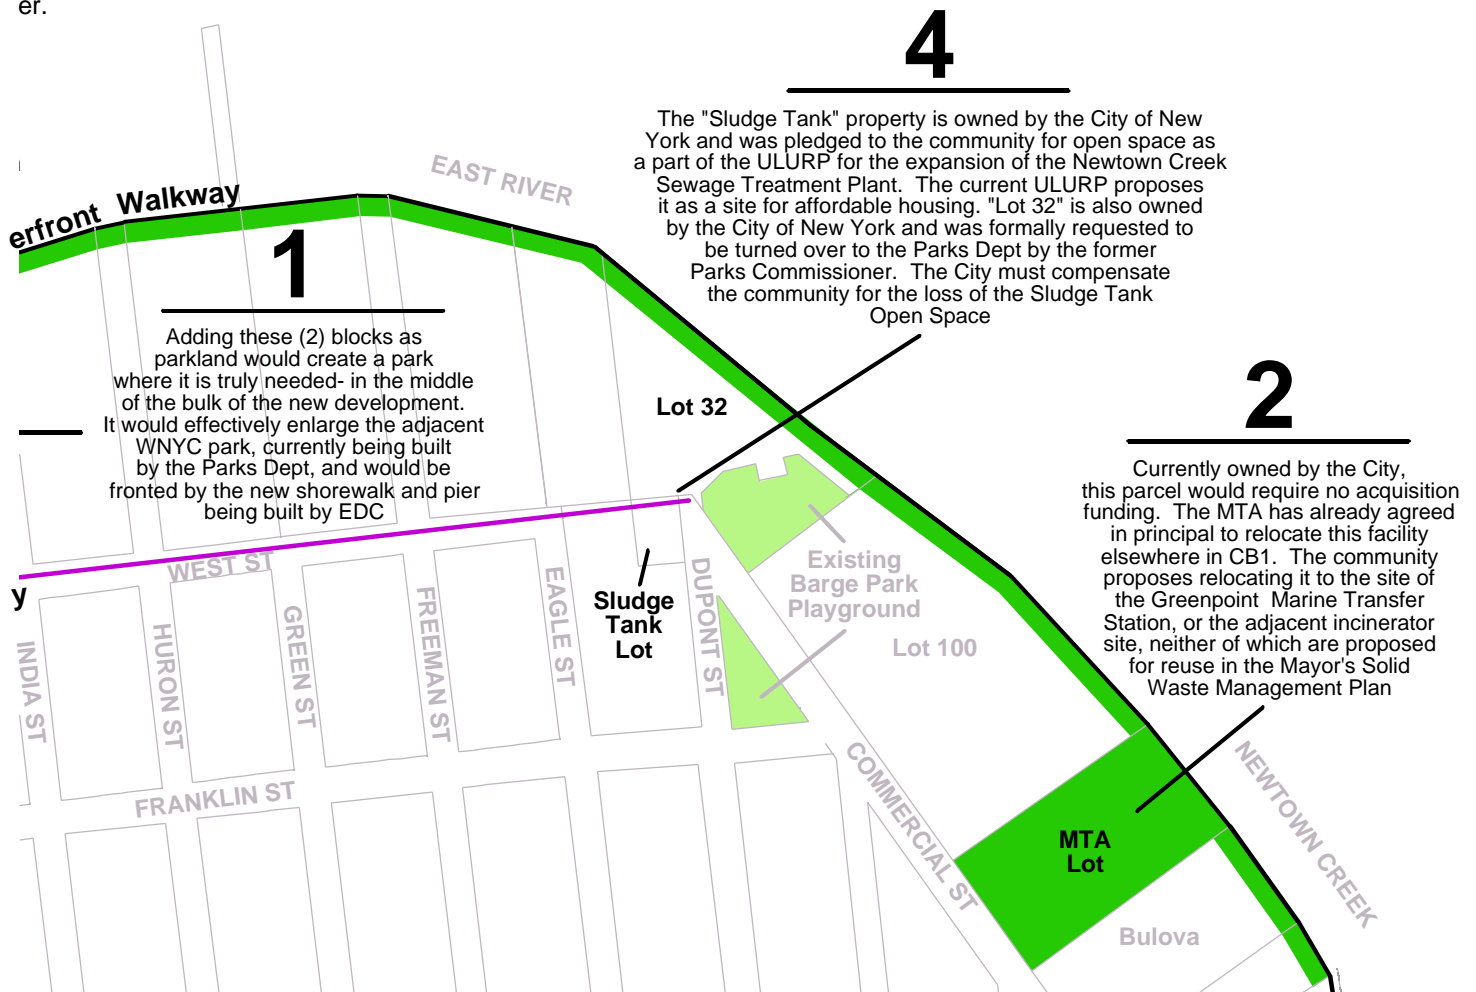 er.
4
The "Sludge Tank" property is owned by the City of New
York and was pledged to the community for open space as
a part of the ULURP for the expansion of the Newtown Creek
Sewage Treatment Plant.  The current ULURP proposes
it as a site for affordable housing. "Lot 32" is also owned
by the City of New York and was formally requested to
be turned over to the Parks Dept by the former
Parks Commissioner.  The City must compensate
the community for the loss of the Sludge Tank
Open Space
EAST RIVER
erfront Walkway
1
Adding these (2) blocks as
parkland would create a park
where it is truly needed- in the middle
of the bulk of the new development.
It would effectively enlarge the adjacent
WNYC park, currently being built
by the Parks Dept, and would be
fronted by the new shorewalk and pier
being built by EDC
Lot 32
2
Currently owned by the City,
this parcel would require no acquisition
funding.  The MTA has already agreed
in principal to relocate this facility
elsewhere in CB1.  The community
proposes relocating it to the site of
the Greenpoint  Marine Transfer
Station, or the adjacent incinerator
site, neither of which are proposed
for reuse in the Mayor's Solid
Waste Management Plan
WEST ST
y
Existing
Barge Park
Playground
Sludge
Tank
Lot
Lot 100
INDIA ST
HURON ST
GREEN ST
FREEMAN ST
EAGLE ST
DUPONT ST
FRANKLIN ST
COMMERCIAL ST
NEWTOWN CREEK
MTA
Lot
Bulova